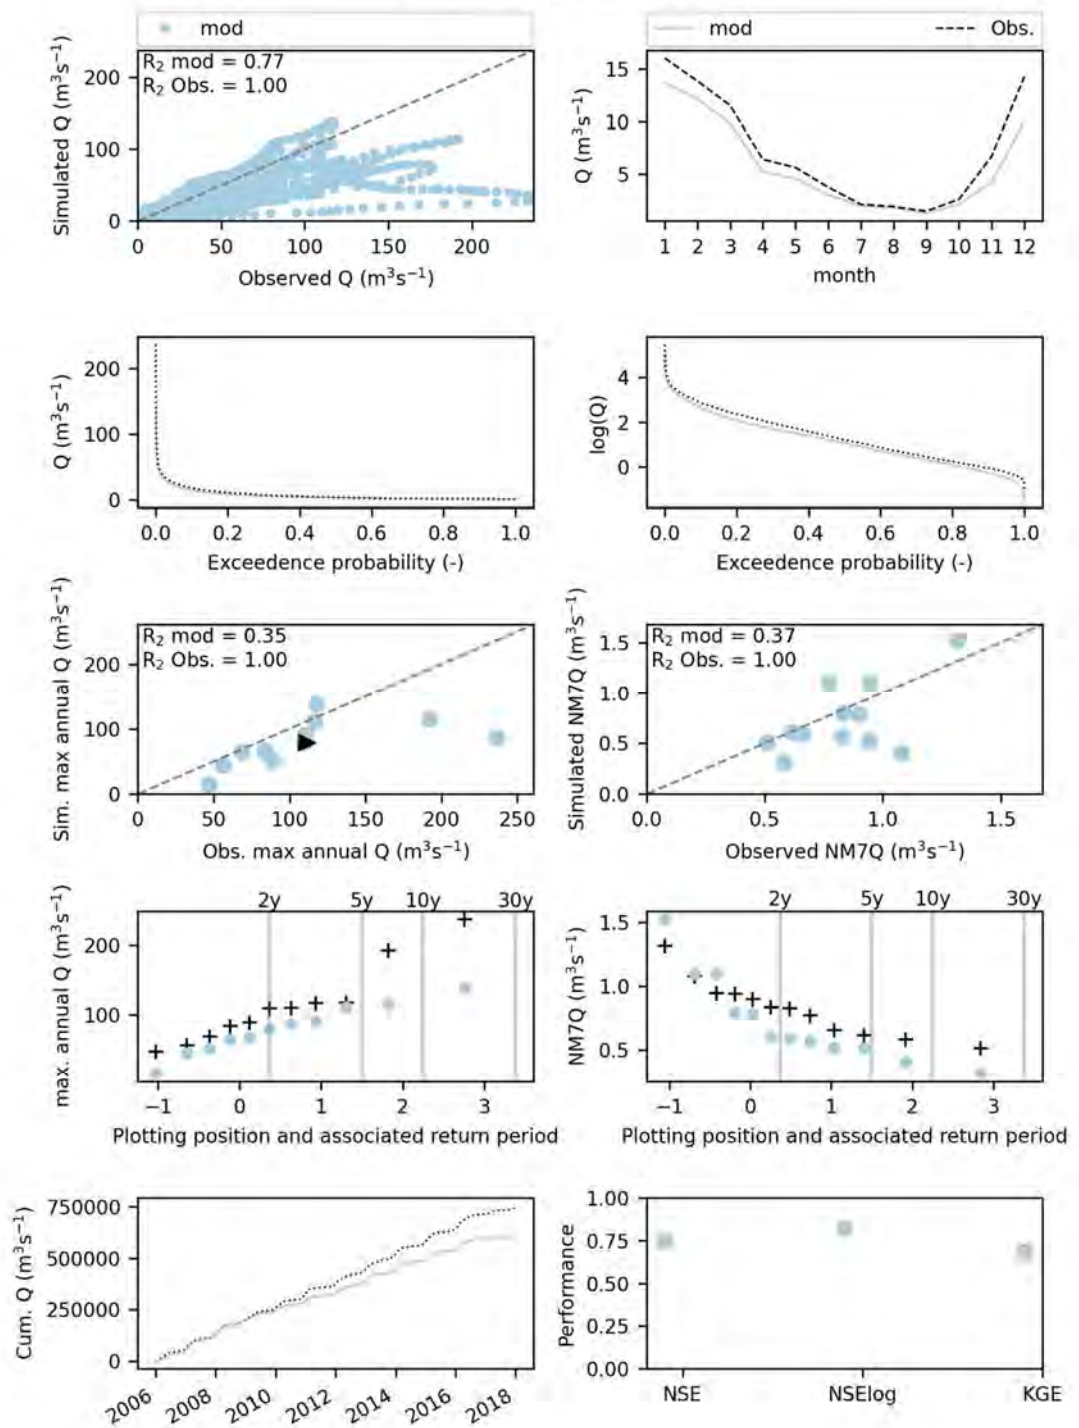 mod
mod Obs.
Simulated Q (m³s⁻¹)
R₂ mod = 0.77
R₂ Obs. = 1.00
200
100
0
0 50 100 150 200
Observed Q (m³s⁻¹)
Q (m³s⁻¹)
15
10
5
1 2 3 4 5 6 7 8 9 10 11 12
month
Q (m³s⁻¹)
200
100
0
0.0 0.2 0.4 0.6 0.8 1.0
Exceedence probability (-)
log(Q)
4
2
0
0.0 0.2 0.4 0.6 0.8 1.0
Exceedence probability (-)
Sim. max annual Q (m³s⁻¹)
R₂ mod = 0.35
R₂ Obs. = 1.00
200
100
0
0 50 100 150 200 250
Obs. max annual Q (m³s⁻¹)
Simulated NM7Q (m³s⁻¹)
R₂ mod = 0.37
R₂ Obs. = 1.00
1.5
1.0
0.5
0.0
0.0 0.5 1.0 1.5
Observed NM7Q (m³s⁻¹)
max. annual Q (m³s⁻¹)
2y 5y 10y 30y
200
100
−1 0 1 2 3
Plotting position and associated return period
NM7Q (m³s⁻¹)
2y 5y 10y 30y
1.5
1.0
0.5
−1 0 1 2 3
Plotting position and associated return period
Cum. Q (m³s⁻¹)
750000
500000
250000
0
2006 2008 2010 2012 2014 2016 2018
Performance
1.00
0.75
0.50
0.25
0.00
NSE NSElog KGE